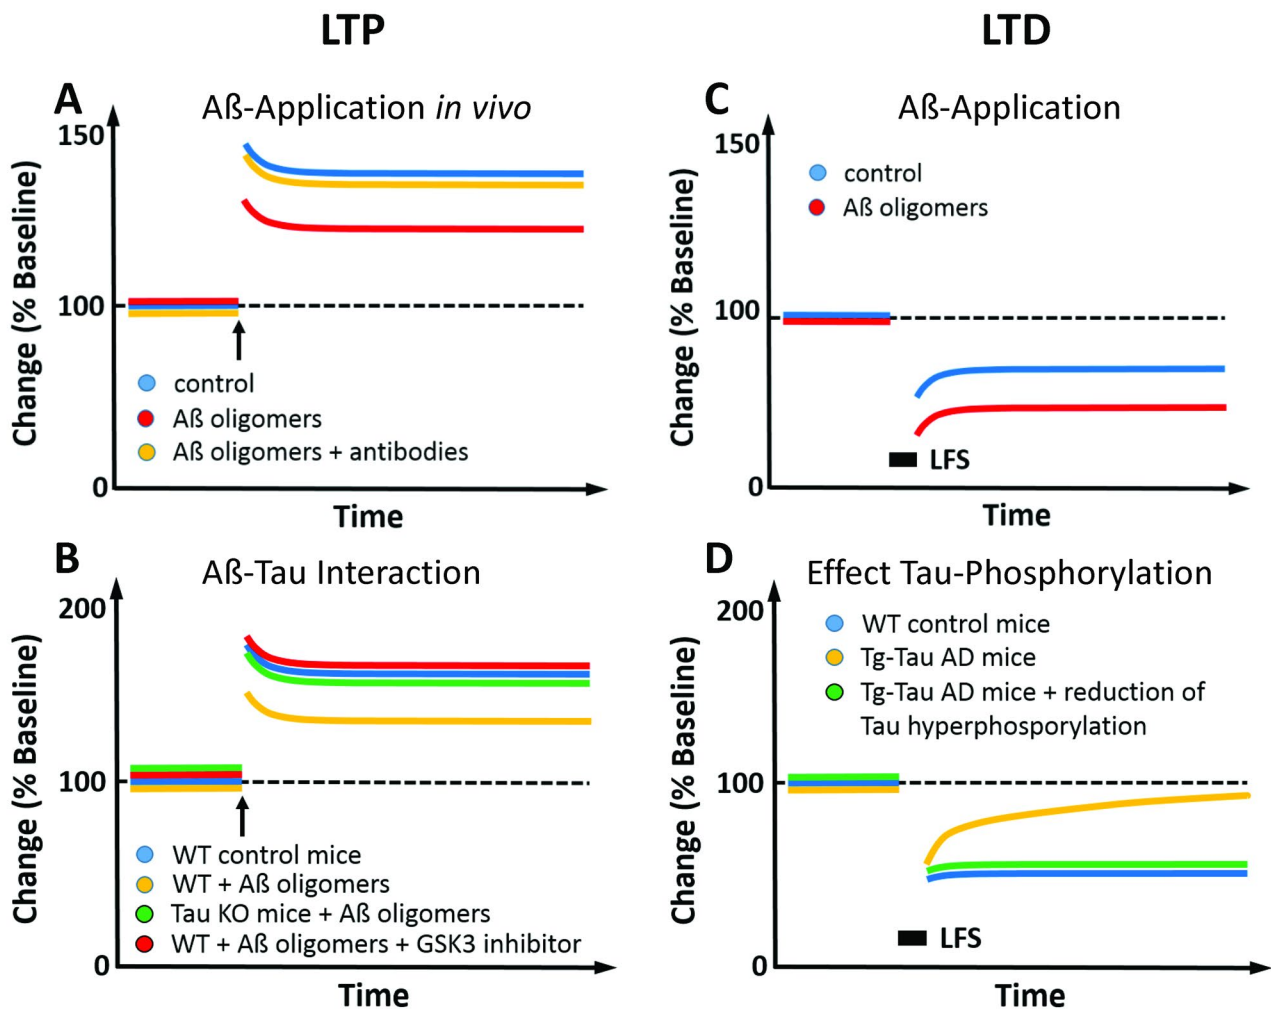 LTP
LTD
A
Aß-Application in vivo
150
100
0
Change (% Baseline)
control
Aß oligomers
Aß oligomers + antibodies
Time
C
Aß-Application
150
100
0
Change (% Baseline)
control
Aß oligomers
LFS
Time
B
Aß-Tau Interaction
200
100
0
Change (% Baseline)
WT control mice
WT + Aß oligomers
Tau KO mice + Aß oligomers
WT + Aß oligomers + GSK3 inhibitor
Time
D
Effect Tau-Phosphorylation
200
100
0
Change (% Baseline)
WT control mice
Tg-Tau AD mice
Tg-Tau AD mice + reduction of
Tau hyperphosporylation
LFS
Time